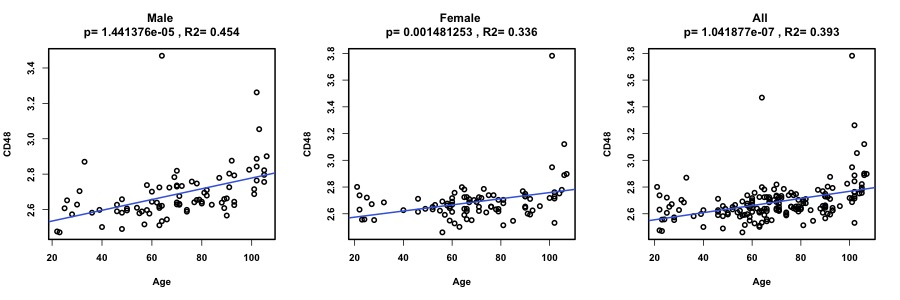 Male
p= 1.441376e-05 , R2= 0.454
CD48
3.4
3.2
3.0
2.8
2.6
20 40 60 80 100
Age
Female
p= 0.001481253 , R2= 0.336
CD48
3.8
3.6
3.4
3.2
3.0
2.8
2.6
20 40 60 80 100
Age
All
p= 1.041877e-07 , R2= 0.393
CD48
3.8
3.6
3.4
3.2
3.0
2.8
2.6
20 40 60 80 100
Age